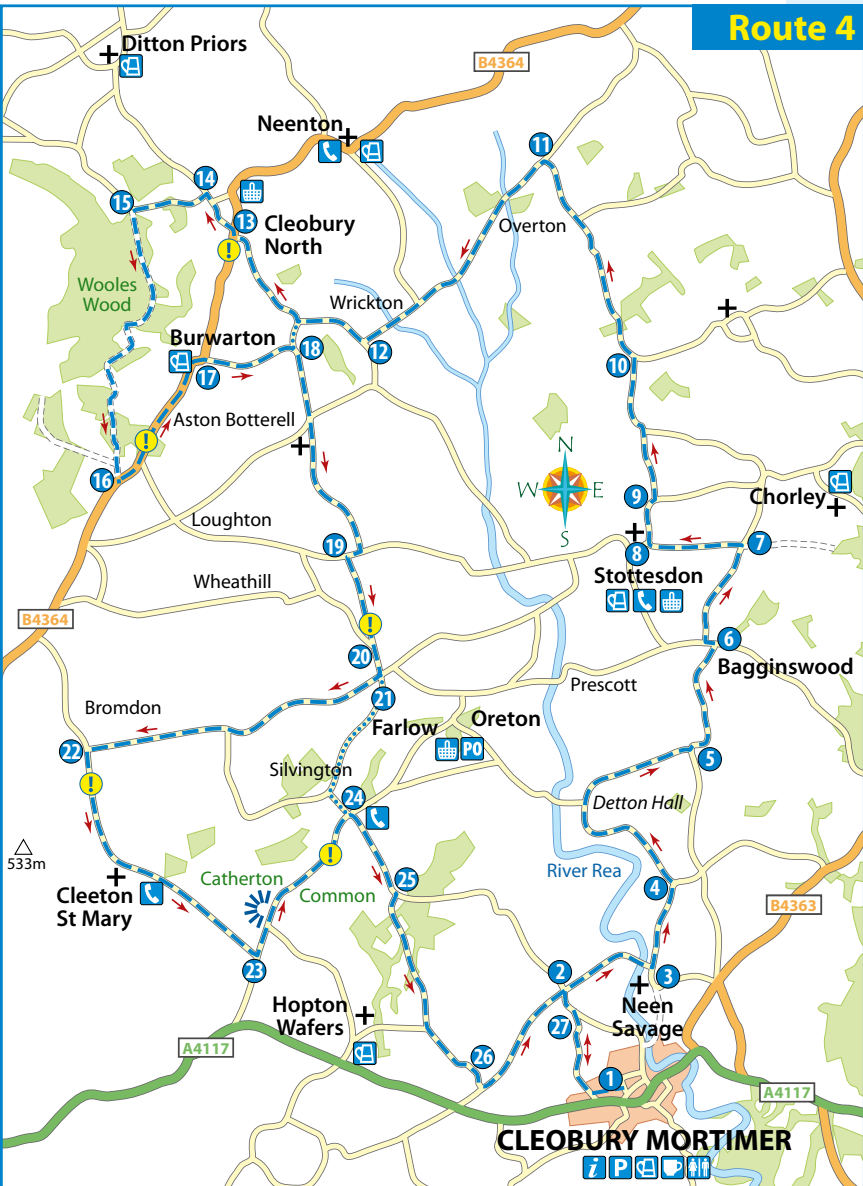 Route 4
Ditton Priors
B4364
Neenton
11
14
15
13
Cleobury
North
!
Overton
Wooles
Wood
Wrickton
Burwarton
17
18
12
10
Aston Botterell
!
16
N
W
E
S
9
Chorley
Loughton
19
8
7
Stottesdon
Wheathill
B4364
!
6
20
Bagginswood
21
Prescott
Bromdon
Farlow
Oreton
PO
22
5
Silvington
!
24
Detton Hall
533m
!
River Rea
Catherton
Common
25
4
Cleeton
St Mary
B4363
23
2
3
Hopton
Wafers
Neen
Savage
27
A4117
26
1
A4117
CLEOBURY MORTIMER
i
P